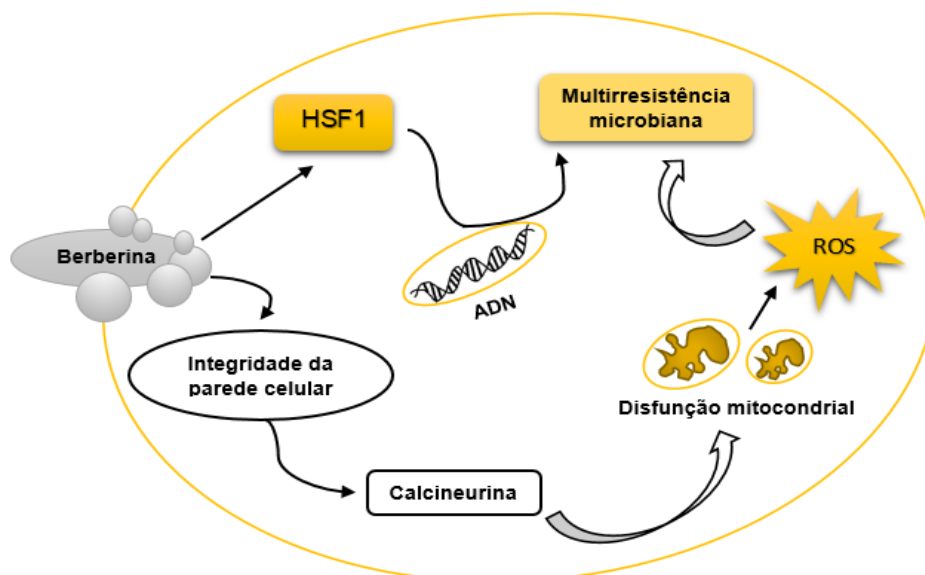 HSF1
Multirresistência
microbiana
Berberina
ROS
ADN
Integridade da
parede celular
Disfunção mitocondrial
Calcineurina